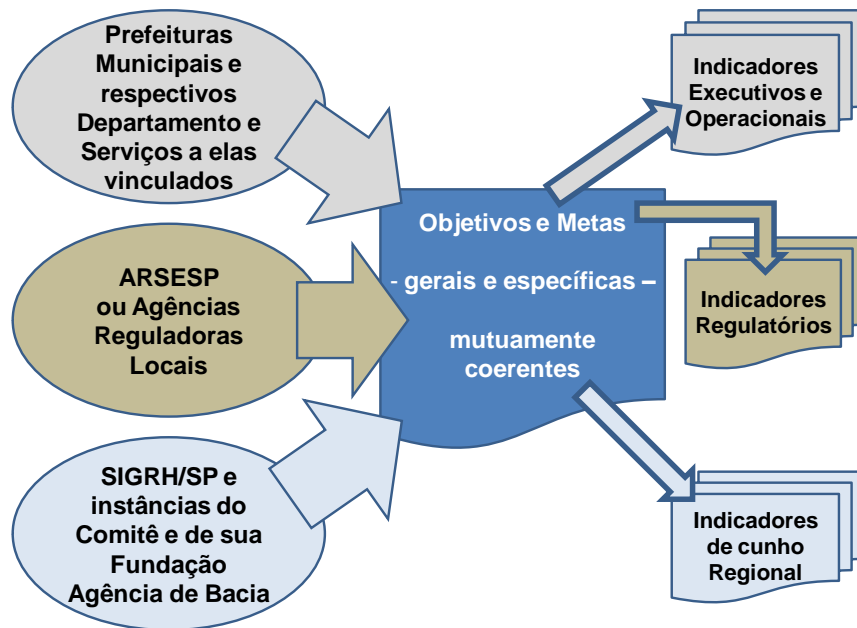 Prefeituras
Municipais e
respectivos
Departamento e
Serviços a elas
vinculados
ARSESP
ou Agências
Reguladoras
Locais
SIGRH/SP e
instâncias do
Comitê e de sua
Fundação
Agência de Bacia
Objetivos e Metas
- gerais e específicas –
mutuamente
coerentes
Indicadores
Executivos e
Operacionais
Indicadores
Regulatórios
Indicadores
de cunho
Regional